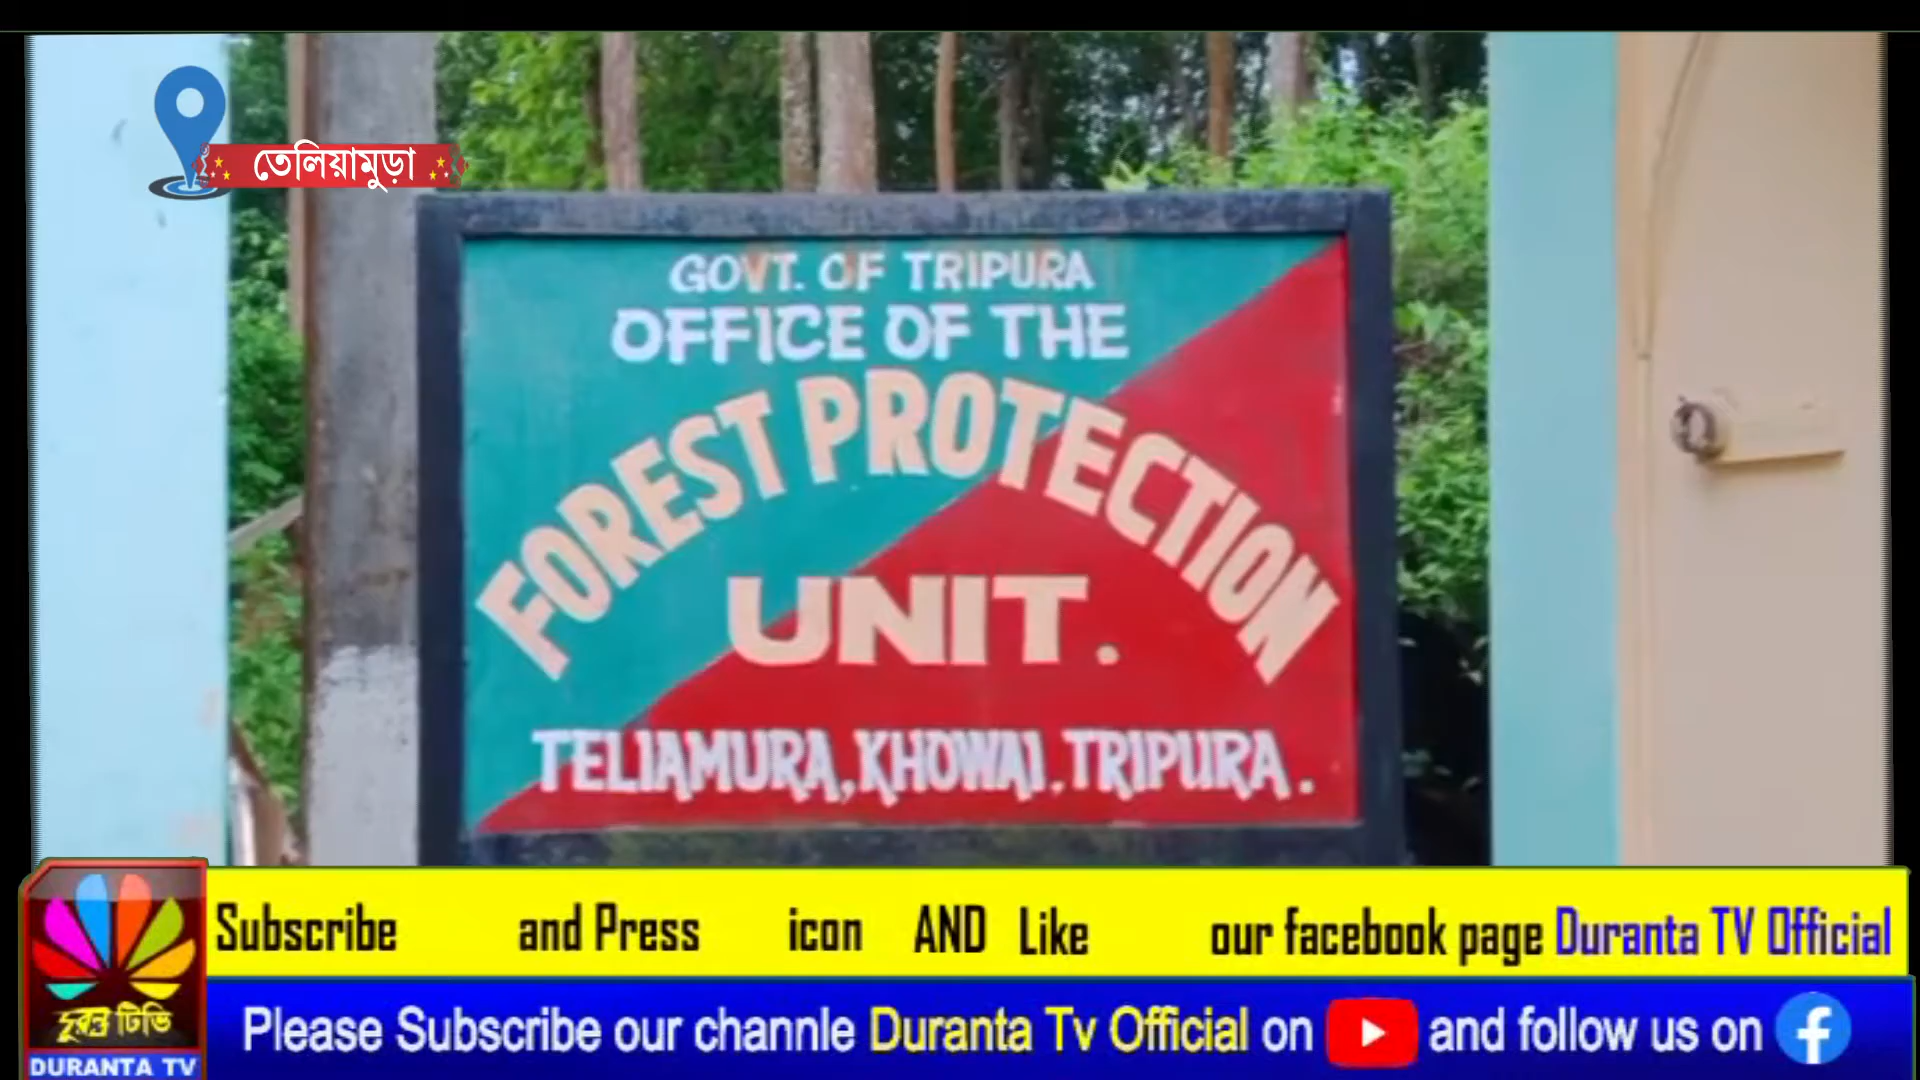 তেলিয়ামুড়া
GOVT. OF TRIPURA
OFFICE OF THE
FOREST PROTECTION
UNIT.
TELIAMURA, KHOWAI, TRIPURA.
Subscribe and Press icon AND Like our facebook page Duranta TV Official
দুরন্ত টিভি
DURANTA TV
Please Subscribe our channle Duranta Tv Official on and follow us on